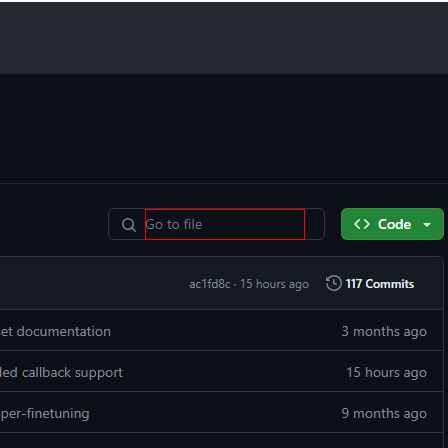 Go to file
Code
ac1fd8c · 15 hours ago
117 Commits
et documentation
3 months ago
led callback support
15 hours ago
per-finetuning
9 months ago